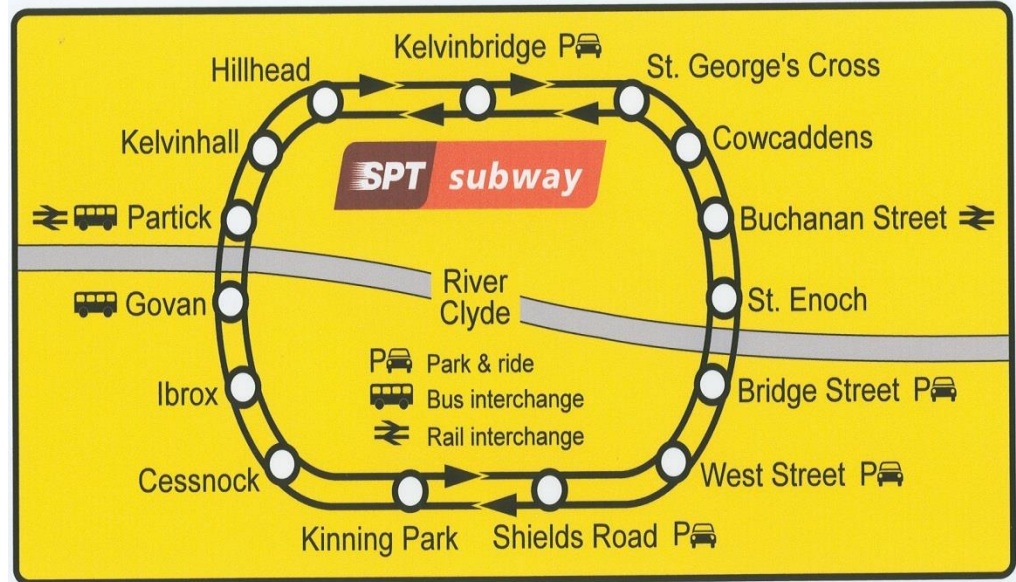 Kelvinbridge P
Hillhead
St. George's Cross
Kelvinhall
Cowcaddens
SPT subway
Partick
Buchanan Street
River
Clyde
Govan
St. Enoch
P Park & ride
Ibrox
Bus interchange
Bridge Street P
Rail interchange
Cessnock
West Street P
Kinning Park
Shields Road P